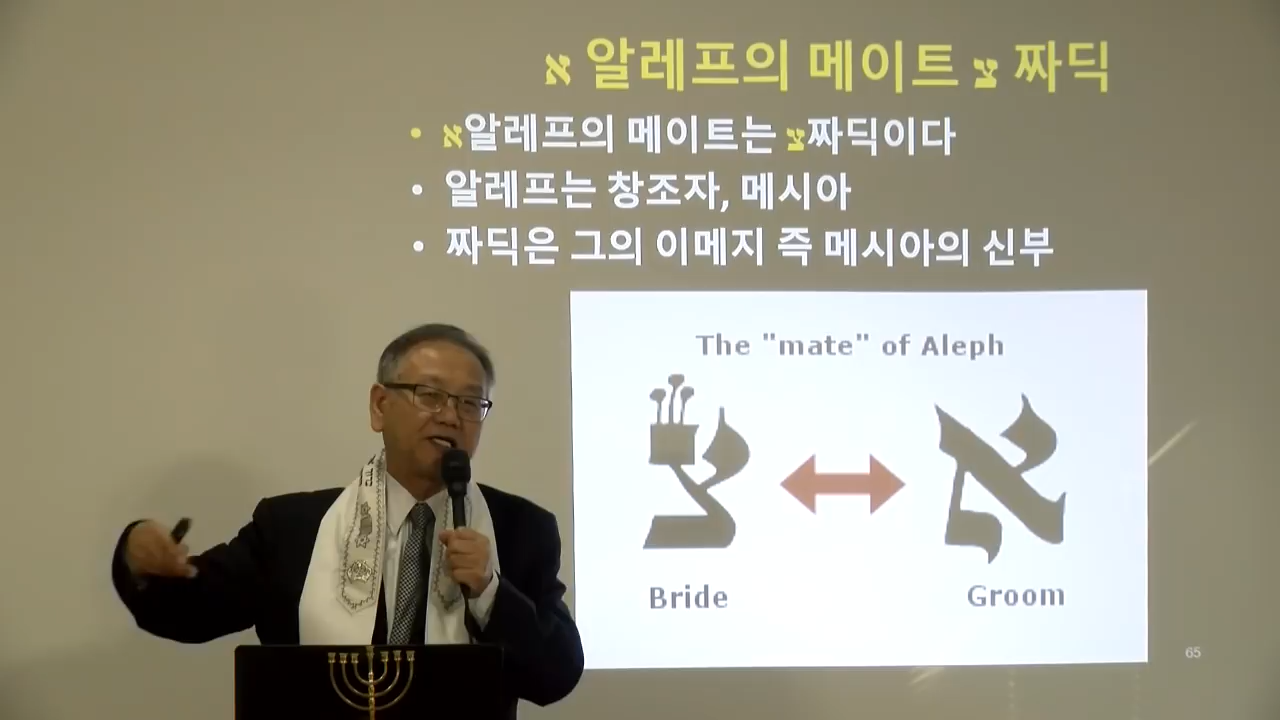 א 알레프의 메이트 צ 짜딕
• א알레프의 메이트는 צ짜딕이다
• 알레프는 창조자, 메시아
• 짜딕은 그의 이메지 즉 메시아의 신부
The "mate" of Aleph
צ א
Bride Groom
65